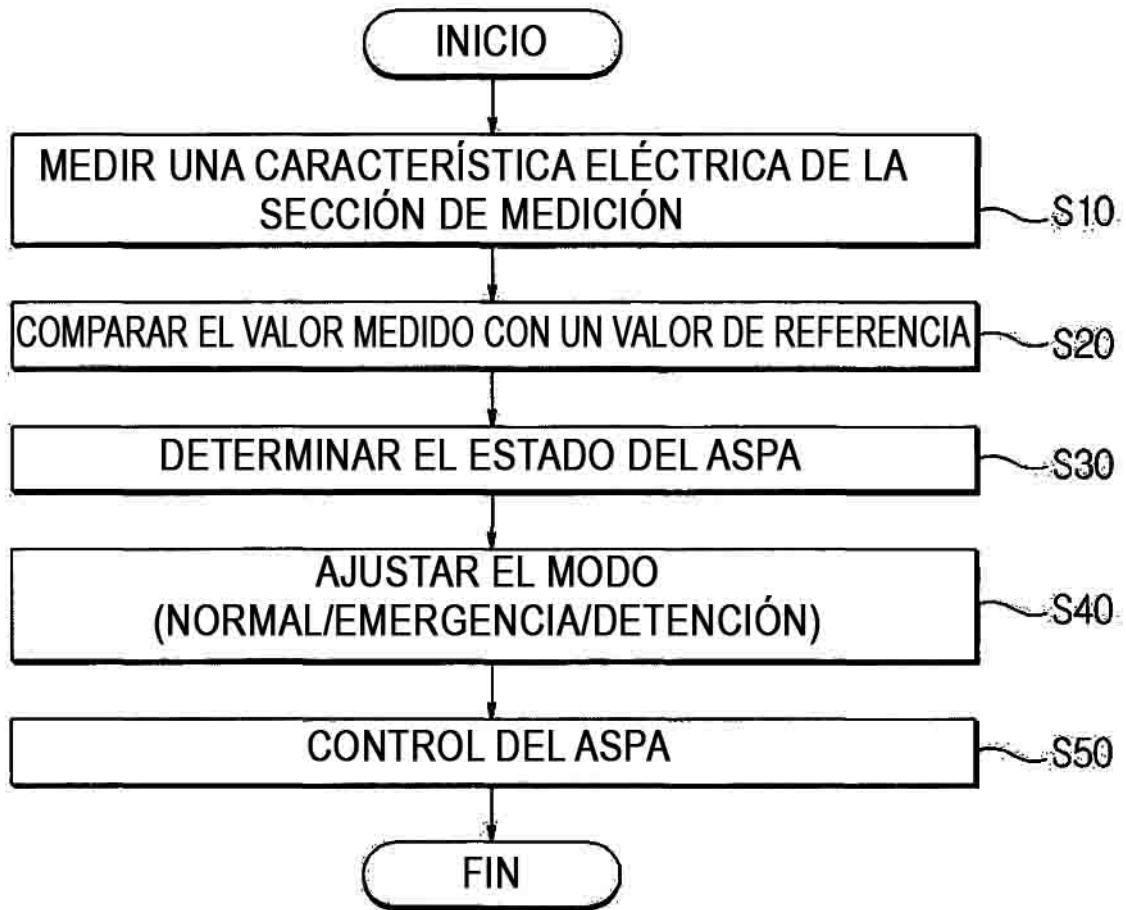 INICIO
MEDIR UNA CARACTERÍSTICA ELÉCTRICA DE LA
SECCIÓN DE MEDICIÓN
S10
COMPARAR EL VALOR MEDIDO CON UN VALOR DE REFERENCIA
S20
DETERMINAR EL ESTADO DEL ASPA
S30
AJUSTAR EL MODO
(NORMAL/EMERGENCIA/DETENCIÓN)
S40
CONTROL DEL ASPA
S50
FIN